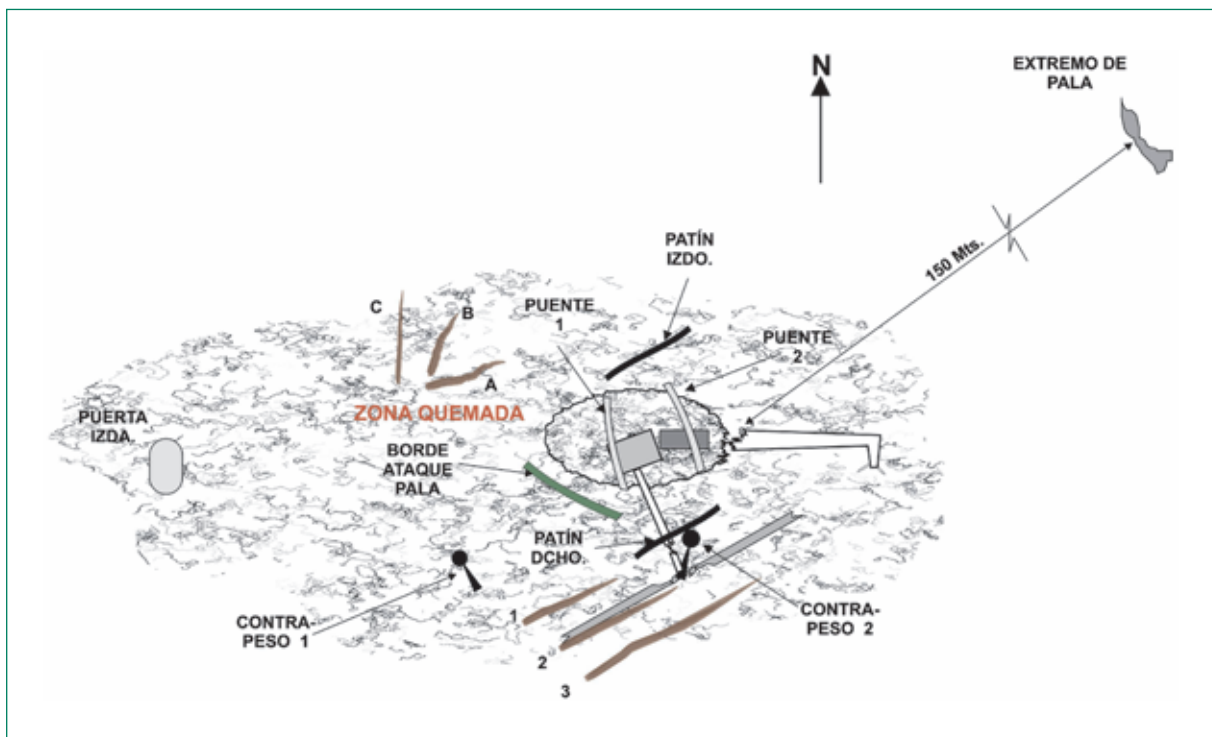 N
EXTREMO DE
PALA
150 Mts.
PATÍN
IZDO.
PUENTE
1
PUENTE
2
C
B
A
ZONA QUEMADA
PUERTA
IZDA.
BORDE
ATAQUE
PALA
PATÍN
DCHO.
CONTRA-
PESO 1
CONTRA-
PESO 2
1
2
3